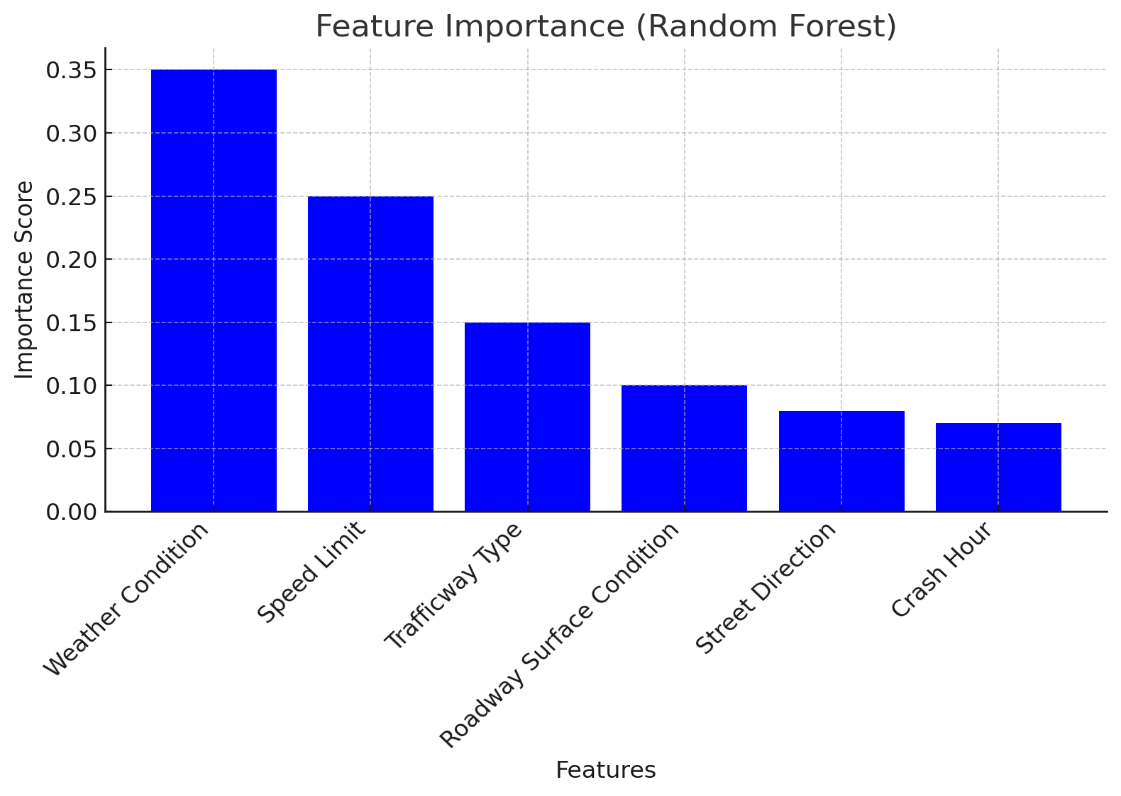 Feature Importance (Random Forest)
Importance Score
0.35
0.30
0.25
0.20
0.15
0.10
0.05
0.00
Weather Condition
Speed Limit
Trafficway Type
Roadway Surface Condition
Street Direction
Crash Hour
Features